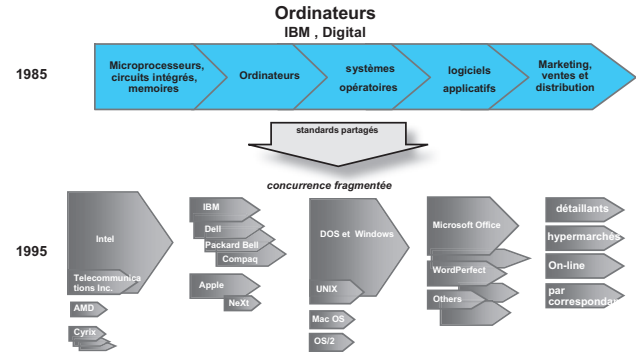 Ordinateurs
IBM , Digital
1985
Microprocesseurs,
circuits intégrés,
memoires
Ordinateurs
systèmes
opératoires
logiciels
applicatifs
Marketing,
ventes et
distribution
standards partagés
concurrence fragmentée
1995
Intel
Telecommunica
tions Inc.
AMD
Cyrix
IBM
Dell
Packard Bell
Compaq
Apple
NeXt
DOS et Windows
UNIX
Mac OS
OS/2
Microsoft Office
WordPerfect
Others
détaillants
hypermarchés
On-line
par
correspondan